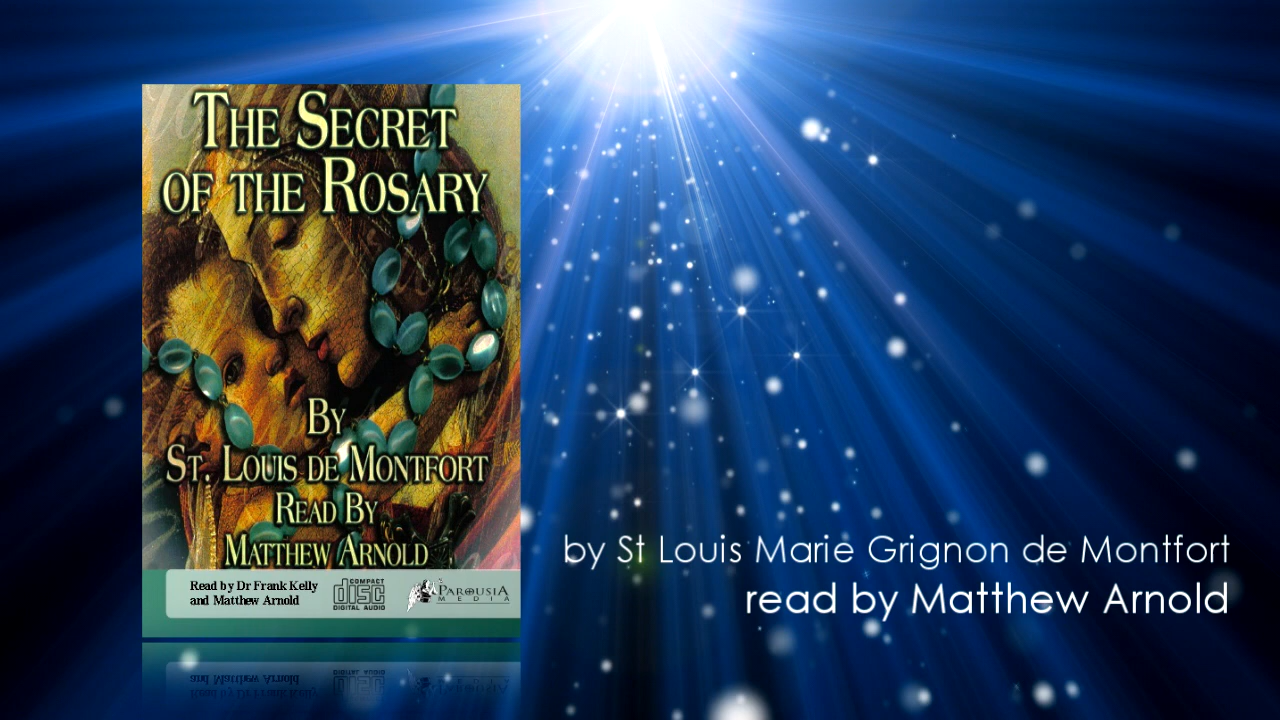 THE SECRET
OF THE ROSARY
BY
ST. LOUIS DE MONTFORT
READ BY
MATTHEW ARNOLD
Read by Dr Frank Kelly
and Matthew Arnold
COMPACT
disc
DIGITAL AUDIO
PAROUSIA
MEDIA
by St Louis Marie Grignon de Montfort
read by Matthew Arnold